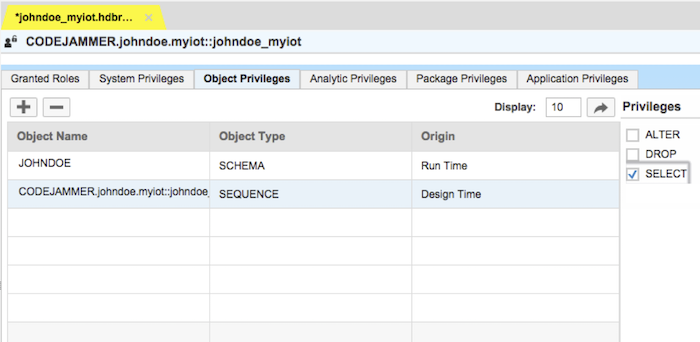 *johndoe_myiot.hdbr... ×
CODEJAMMER.johndoe.myiot::johndoe_myiot
Granted Roles System Privileges Object Privileges Analytic Privileges Package Privileges Application Privileges
Display: 10 Privileges
Object Name Object Type Origin
ALTER
DROP
SELECT
JOHNDOE SCHEMA Run Time
CODEJAMMER.johndoe.myiot::johndoe_ SEQUENCE Design Time